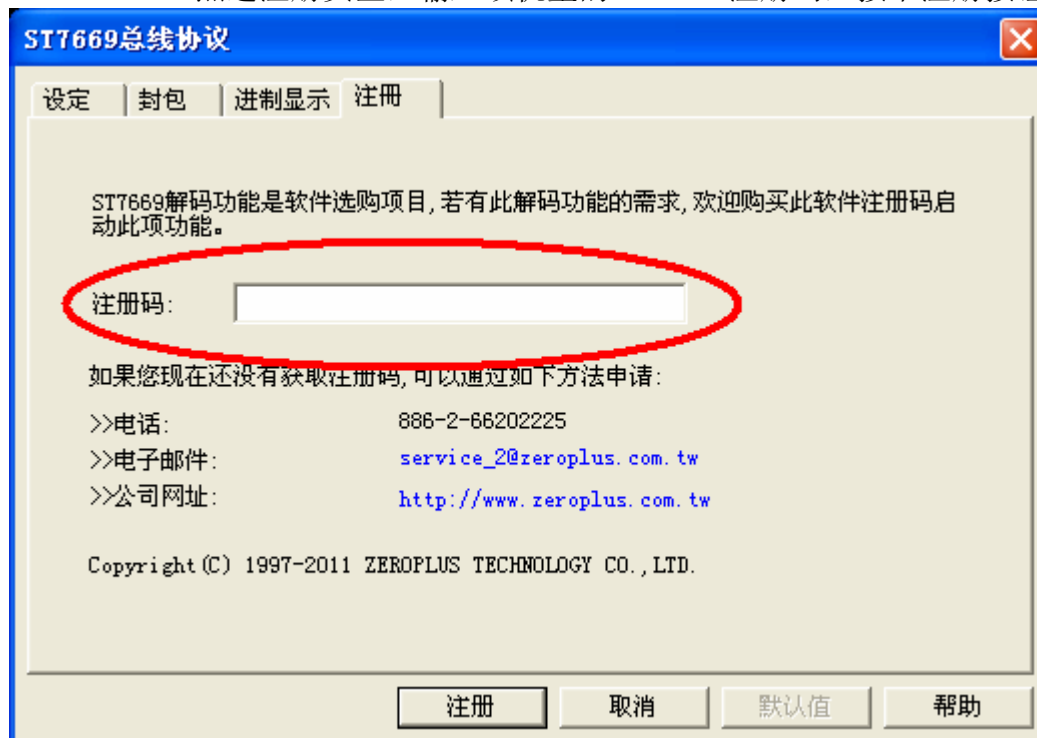 ST7669总线协议
设定 封包 进制显示 注册
ST7669解码功能是软件选购项目,若有此解码功能的需求,欢迎购买此软件注册码启
动此项功能。
注册码:
如果您现在还没有获取注册码,可以通过如下方法申请:
>>电话: 886-2-66202225
>>电子邮件: service_2@zeroplus.com.tw
>>公司网址: http://www.zeroplus.com.tw
Copyright(C) 1997-2011 ZEROPLUS TECHNOLOGY CO.,LTD.
注册 取消 默认值 帮助